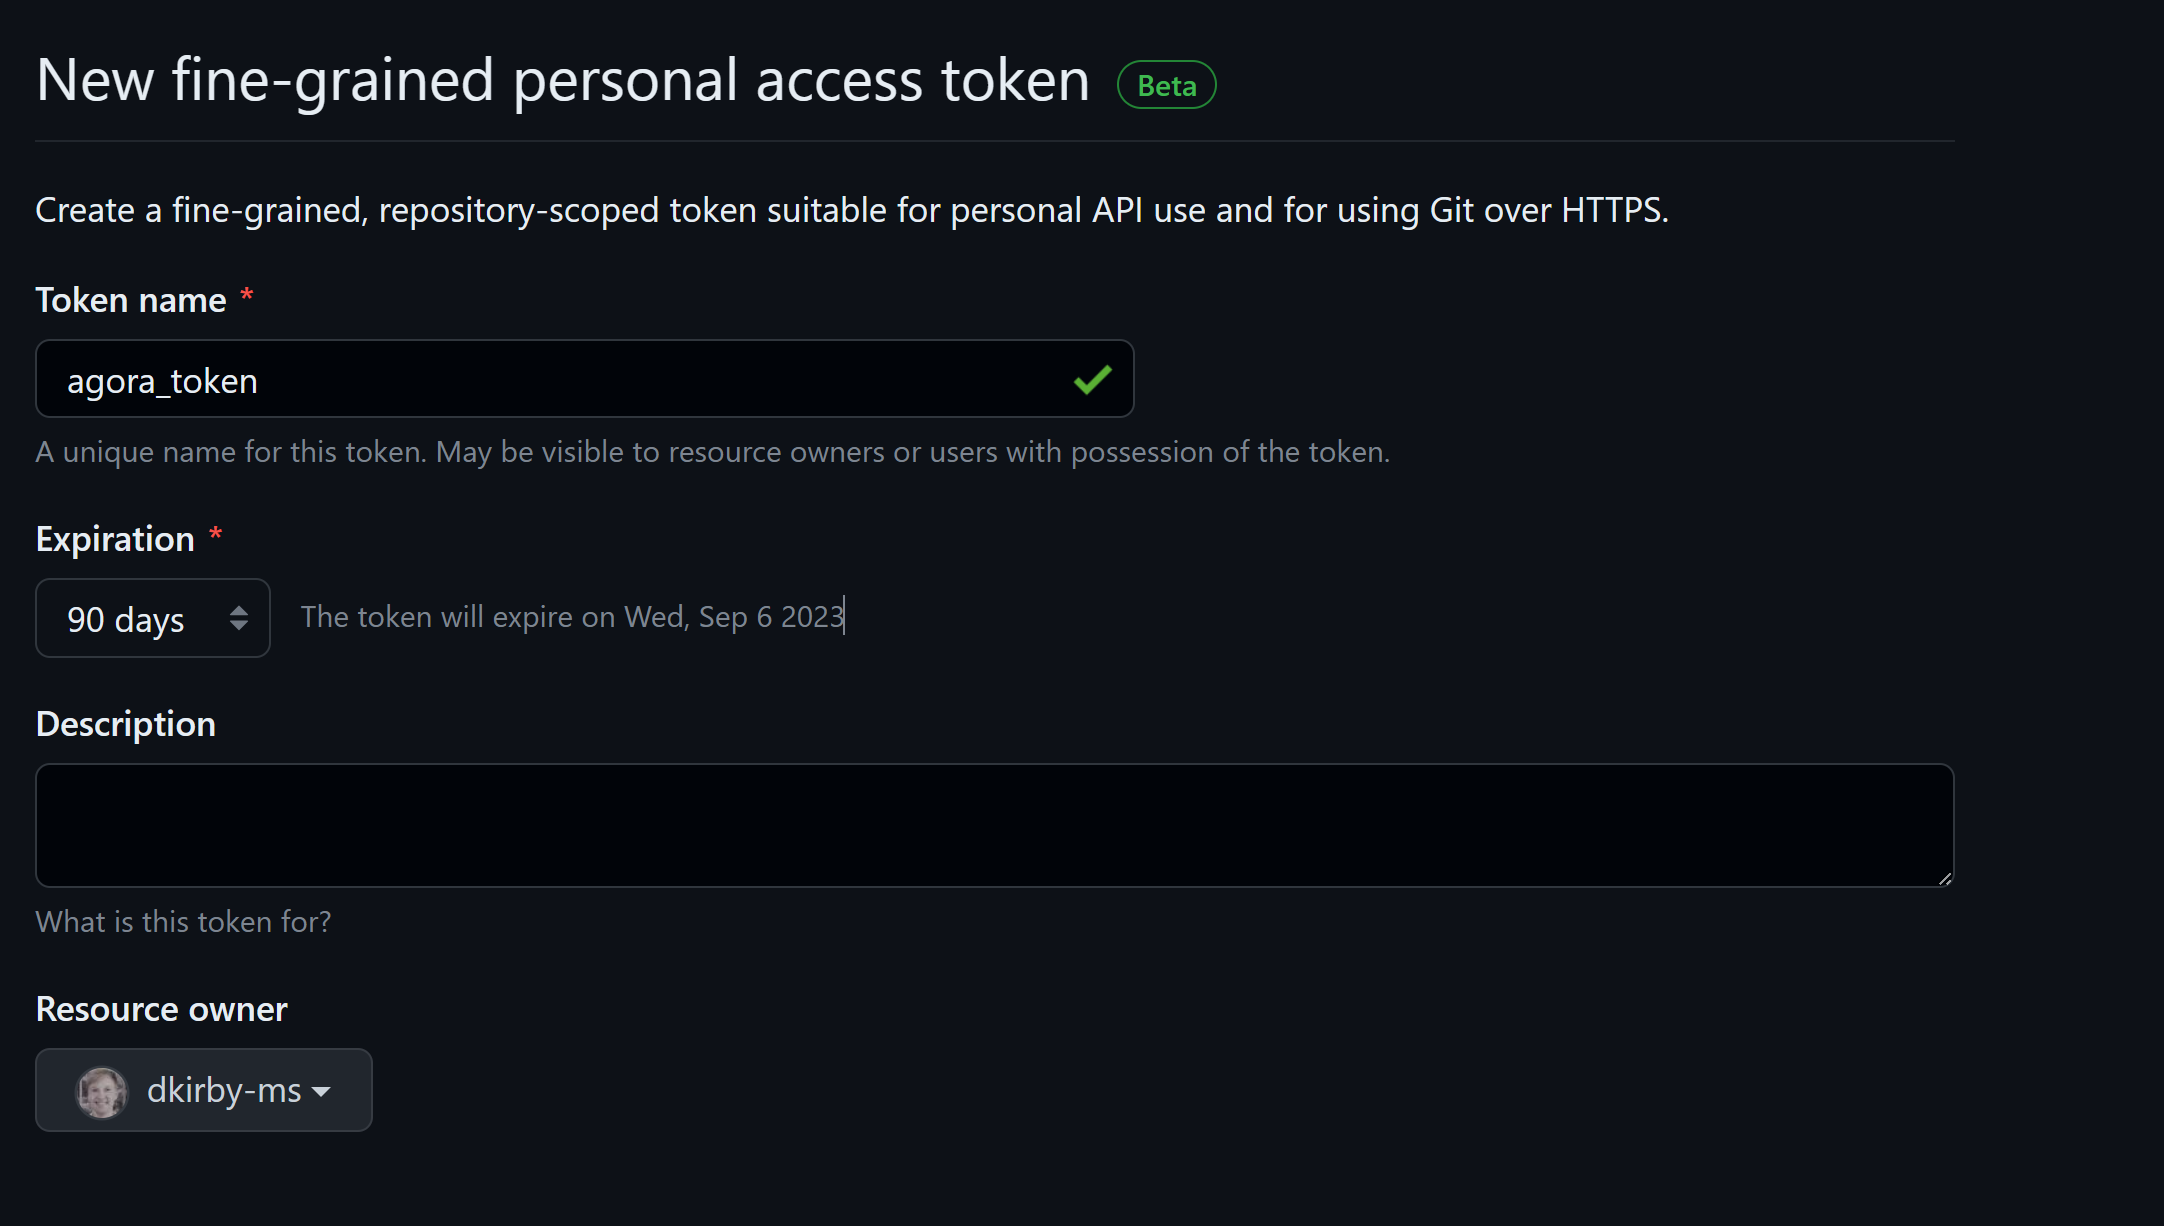 New fine-grained personal access token Beta
Create a fine-grained, repository-scoped token suitable for personal API use and for using Git over HTTPS.
Token name *
agora_token
A unique name for this token. May be visible to resource owners or users with possession of the token.
Expiration *
90 days The token will expire on Wed, Sep 6 2023
Description
What is this token for?
Resource owner
dkirby-ms